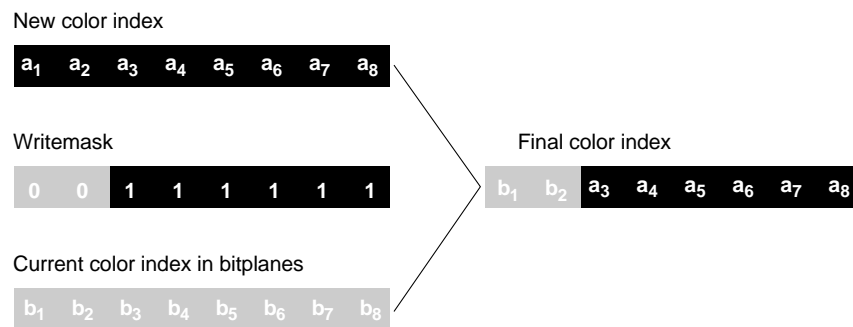 New color index
a1 a2 a3 a4 a5 a6 a7 a8
Writemask
0 0 1 1 1 1 1 1
Final color index
b1 b2 a3 a4 a5 a6 a7 a8
Current color index in bitplanes
b1 b2 b3 b4 b5 b6 b7 b8